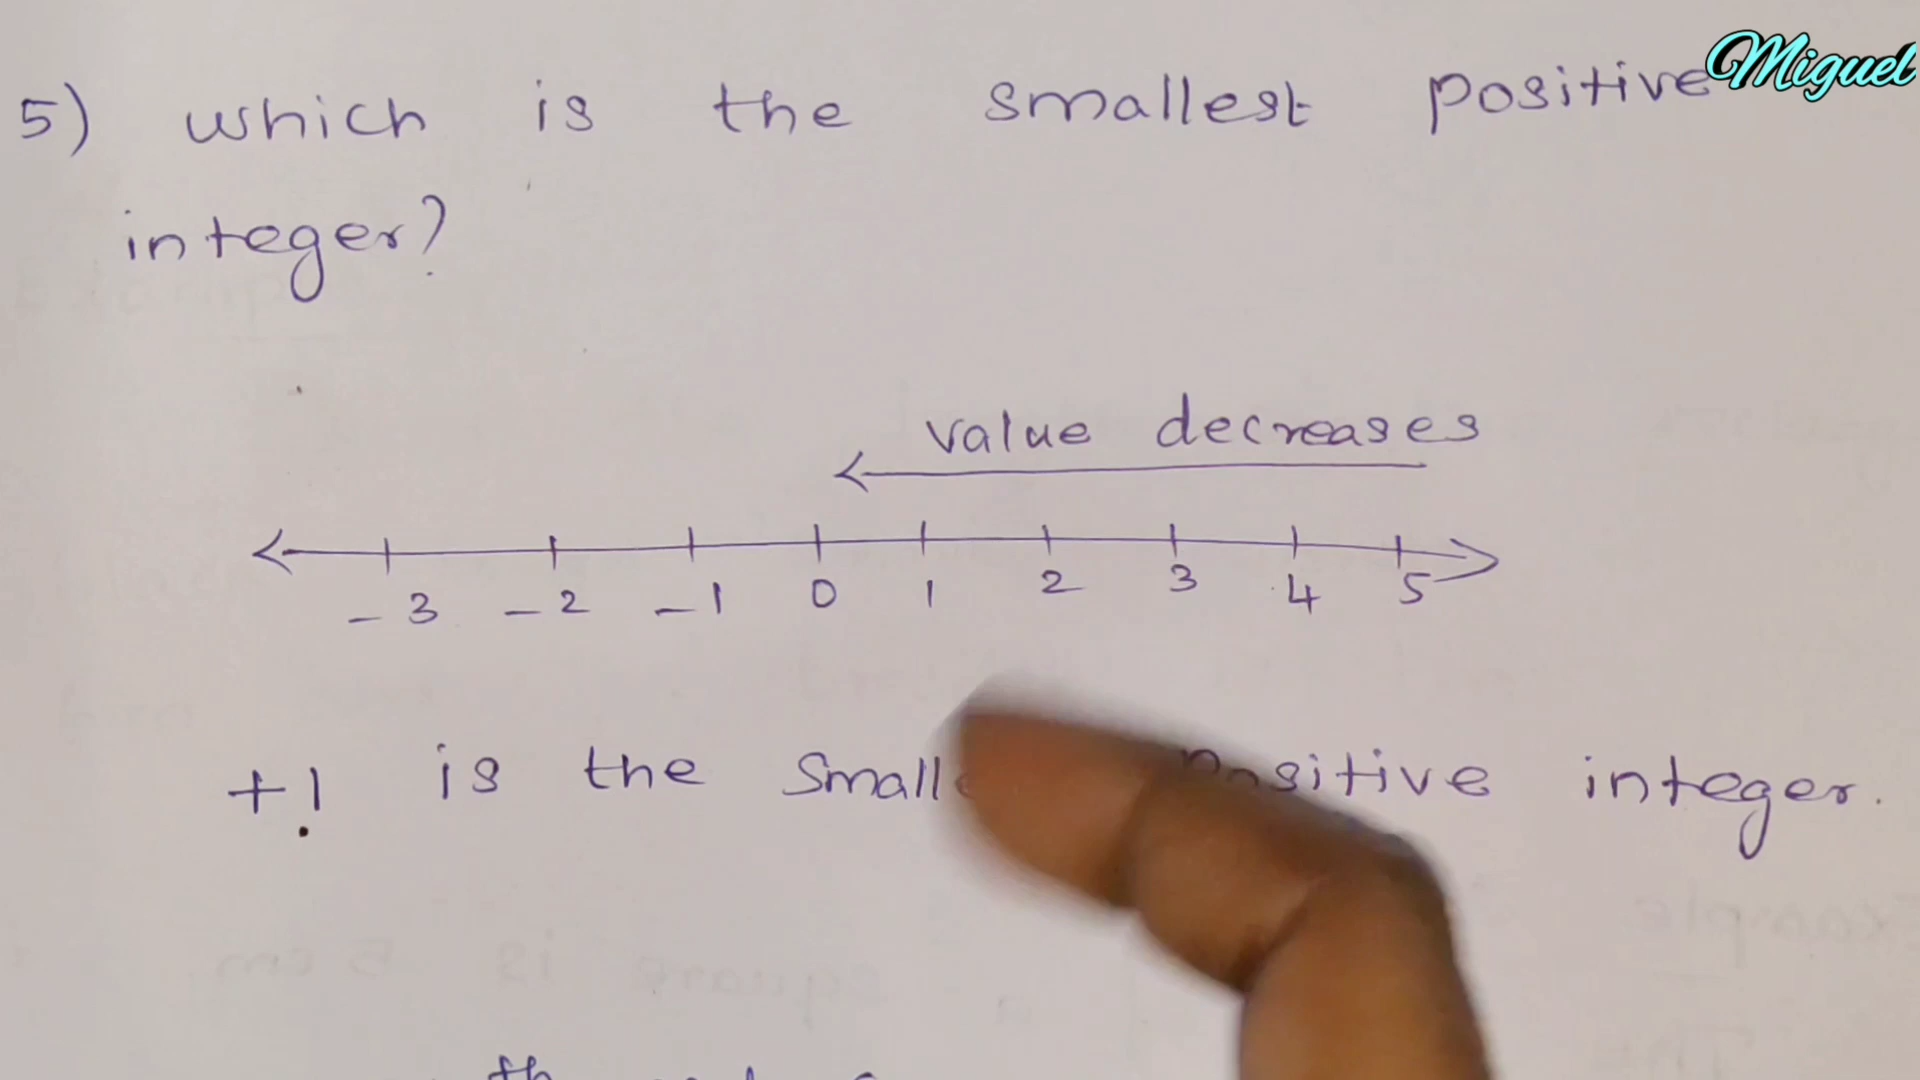 Miguel
5) which is the smallest positive
integer?
value decreases
-3 -2 -1 0 1 2 3 4 5
+1 is the positive integer.